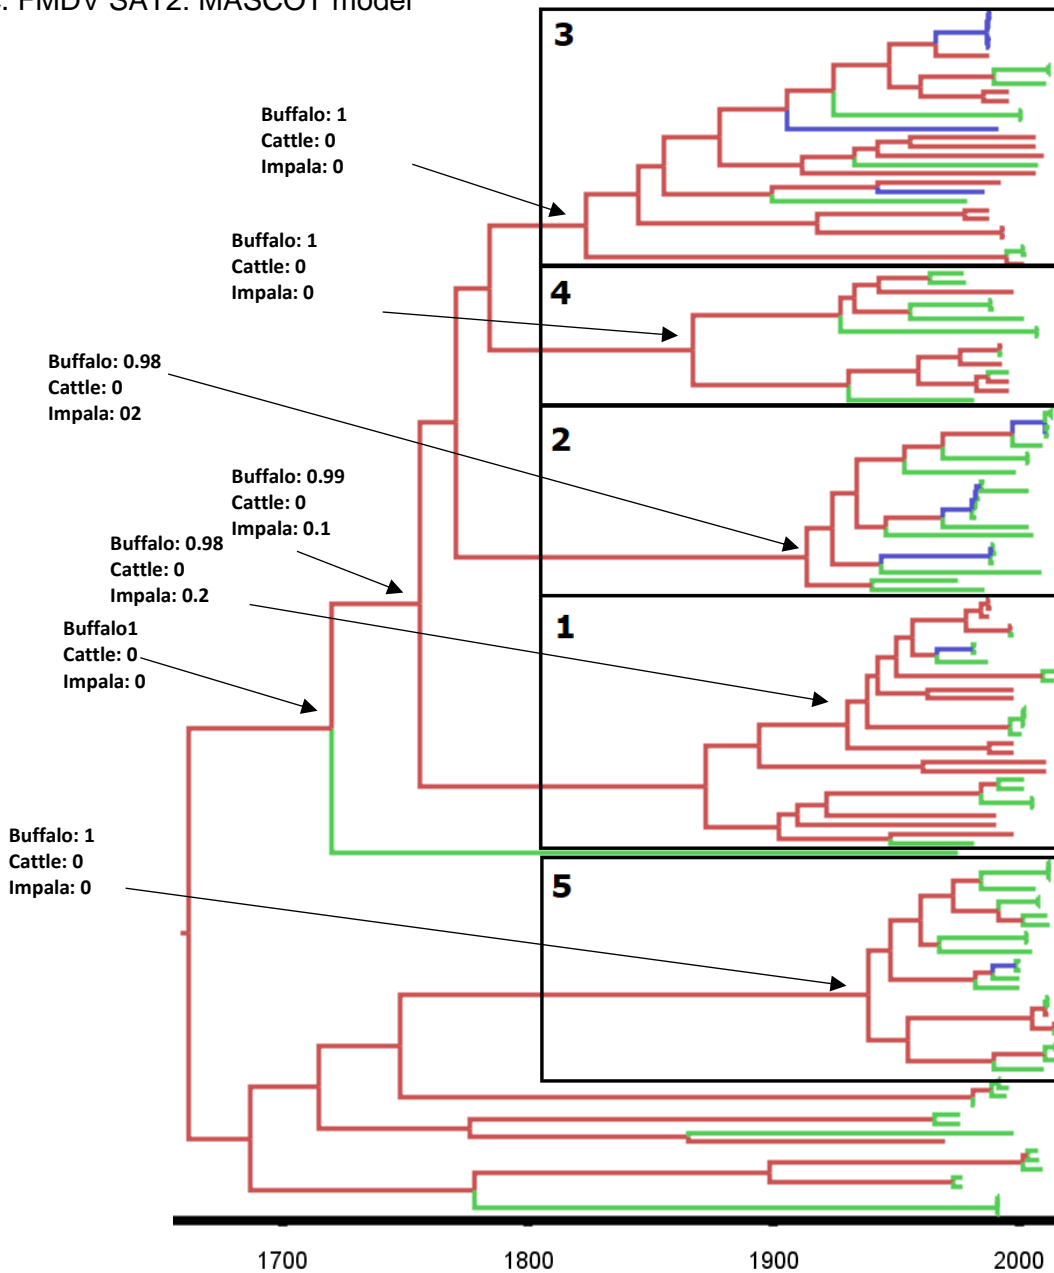 FMDV SAT2: MASCOT model
3
Buffalo: 1
Cattle: 0
Impala: 0
Buffalo: 1
Cattle: 0
Impala: 0
4
Buffalo: 0.98
Cattle: 0
Impala: 02
2
Buffalo: 0.99
Cattle: 0
Impala: 0.1
Buffalo: 0.98
Cattle: 0
Impala: 0.2
1
Buffalo1
Cattle: 0
Impala: 0
Buffalo: 1
Cattle: 0
Impala: 0
5
1700 1800 1900 2000